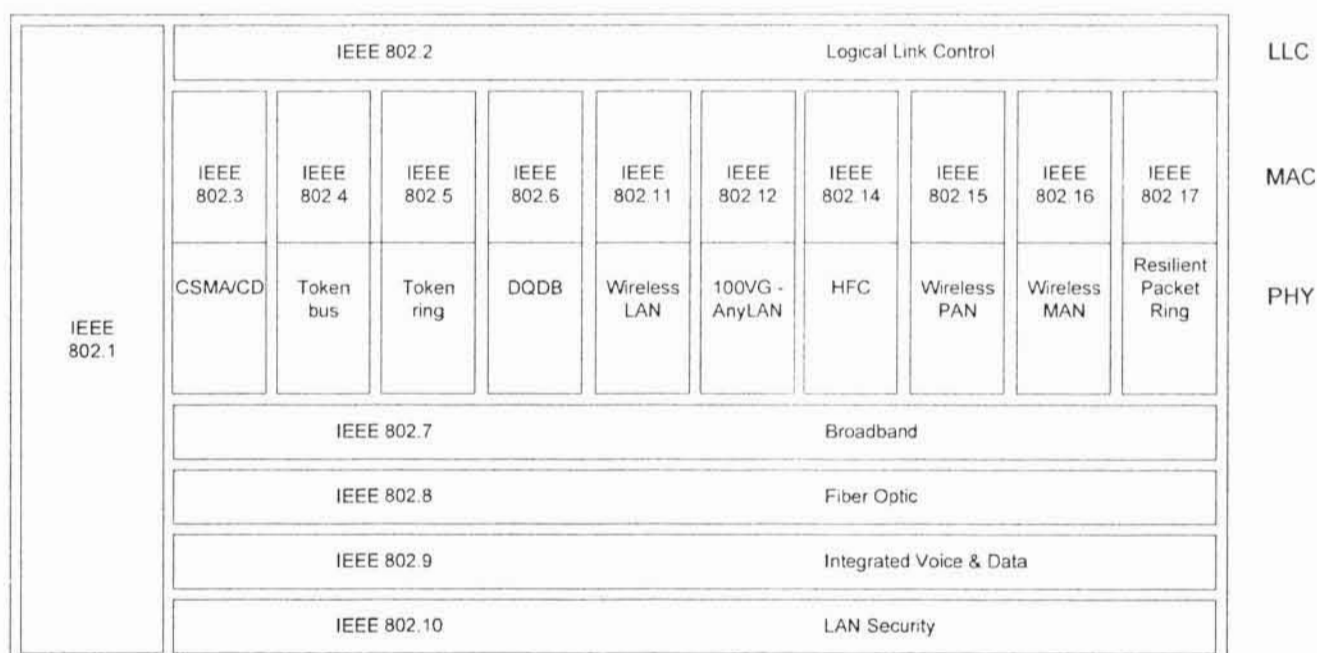 IEEE 802.2 Logical Link Control LLC
IEEE IEEE IEEE IEEE IEEE IEEE IEEE IEEE IEEE IEEE
802.3 802 4 802.5 802.6 802.11 802 12 802 14 802.15 802.16 802 17 MAC
CSMA/CD Token bus Token ring DQDB Wireless LAN 100VG - AnyLAN HFC Wireless PAN Wireless MAN Resilient Packet Ring PHY
IEEE
802.1
IEEE 802.7 Broadband
IEEE 802.8 Fiber Optic
IEEE 802.9 Integrated Voice & Data
IEEE 802.10 LAN Security